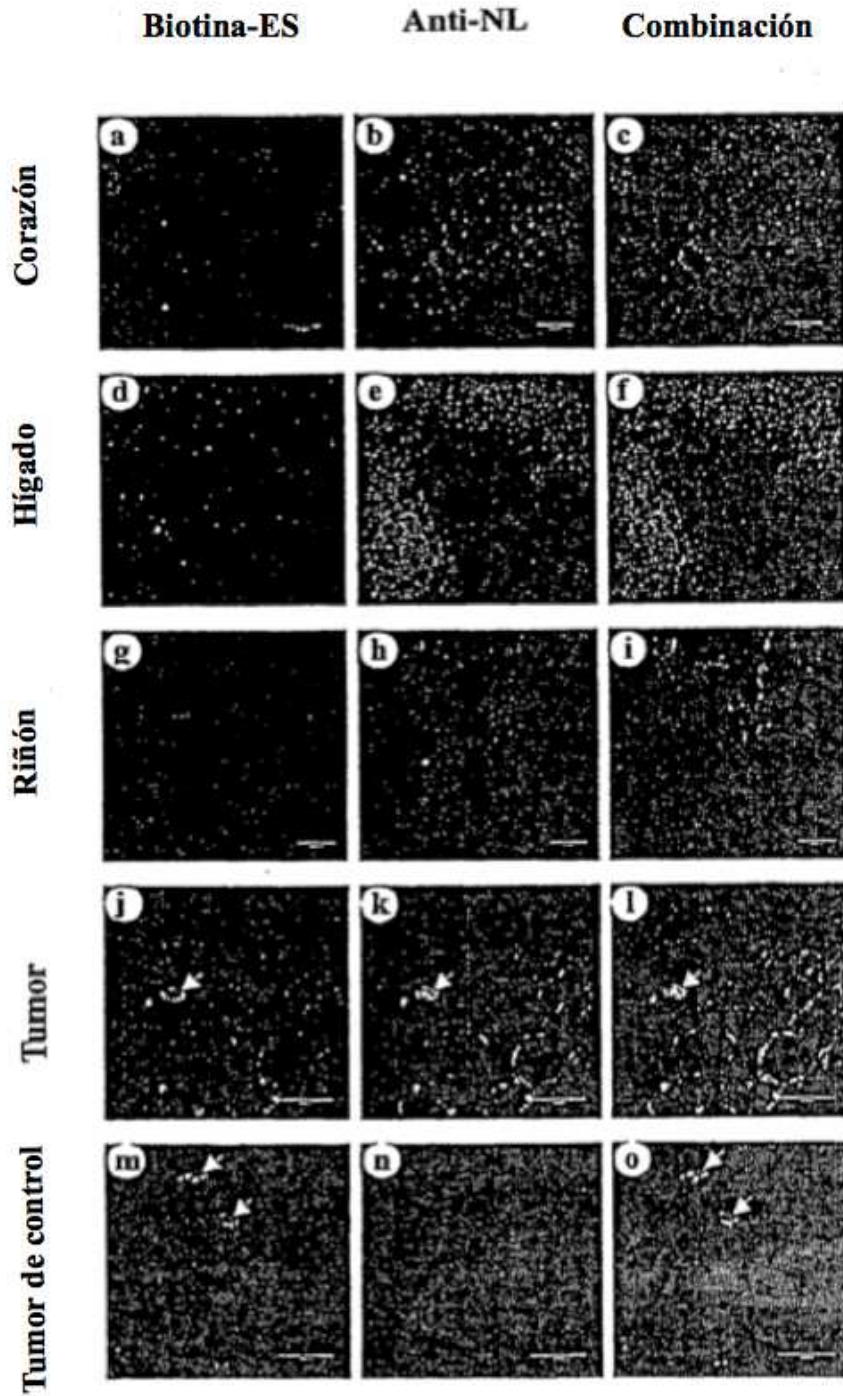 Biotina-ES Anti-NL Combinación
Corazón
a b c
Hígado
d e f
Riñón
g h i
Tumor
j k l
Tumor de control
m n o